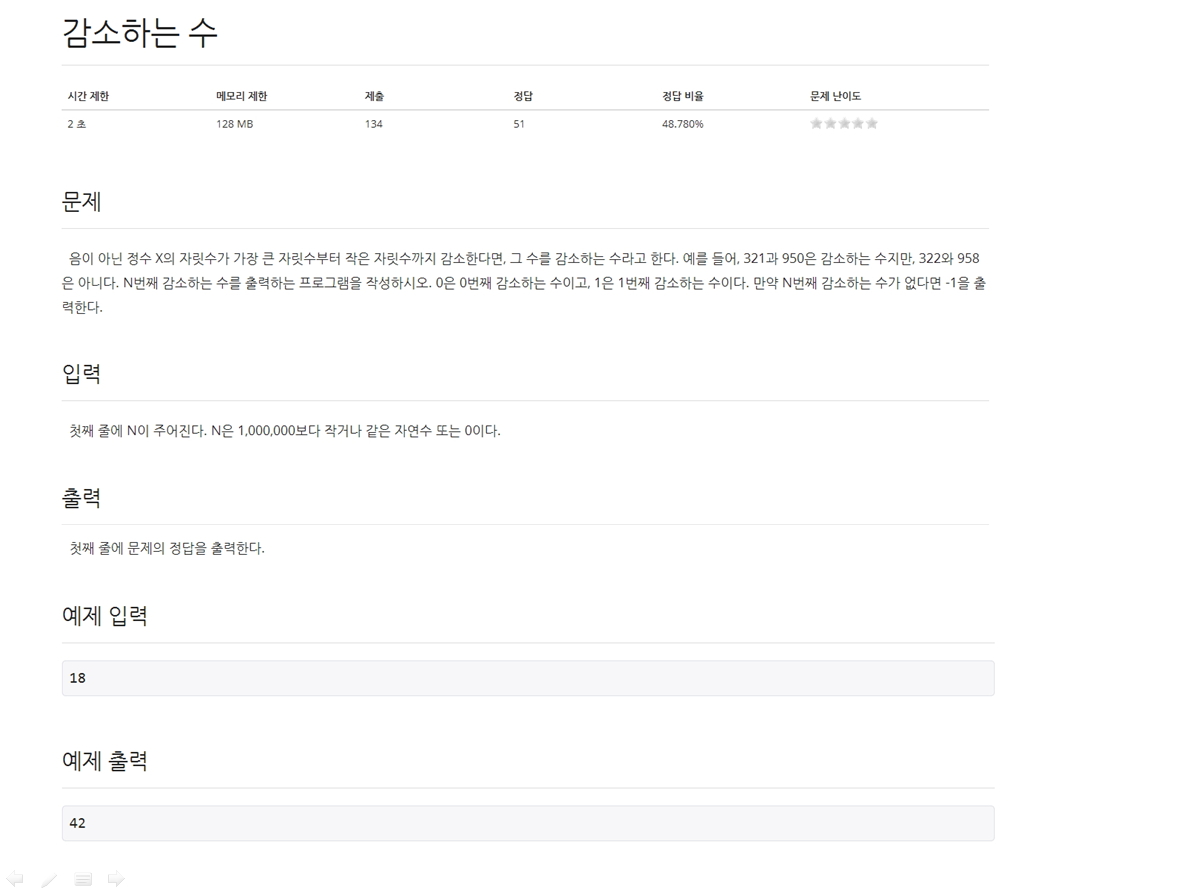 감소하는 수
시간 제한 메모리 제한 제출 정답 정답 비율 문제 난이도
2 초 128 MB 134 51 48.780%
문제
음이 아닌 정수 X의 자릿수가 가장 큰 자릿수부터 작은 자릿수까지 감소한다면, 그 수를 감소하는 수라고 한다. 예를 들어, 321과 950은 감소하는 수지만, 322와 958
은 아니다. N번째 감소하는 수를 출력하는 프로그램을 작성하시오. 0은 0번째 감소하는 수이고, 1은 1번째 감소하는 수이다. 만약 N번째 감소하는 수가 없다면 -1을 출
력한다.
입력
첫째 줄에 N이 주어진다. N은 1,000,000보다 작거나 같은 자연수 또는 0이다.
출력
첫째 줄에 문제의 정답을 출력한다.
예제 입력
18
예제 출력
42